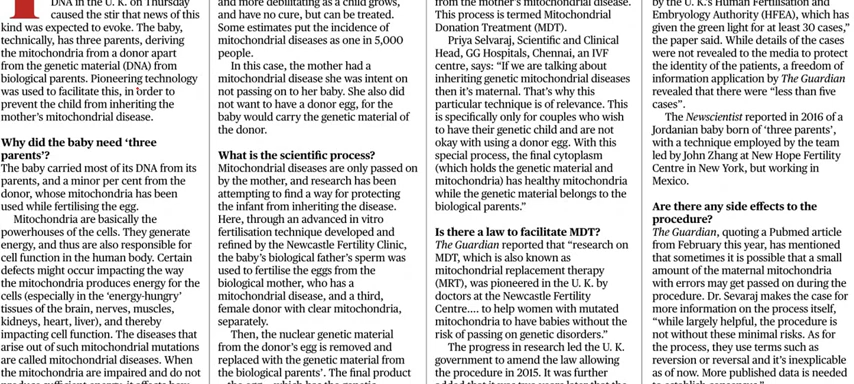 DNA in the U. K. on Thursday
caused the stir that news of this
kind was expected to evoke. The baby,
technically, has three parents, deriving
the mitochondria from a donor apart
from the genetic material (DNA) from
biological parents. Pioneering technology
was used to facilitate this, in order to
prevent the child from inheriting the
mother's mitochondrial disease.
Why did the baby need 'three
parents'?
The baby carried most of its DNA from its
parents, and a minor per cent from the
donor, whose mitochondria has been
used while fertilising the egg.
Mitochondria are basically the
powerhouses of the cells. They generate
energy, and thus are also responsible for
cell function in the human body. Certain
defects might occur impacting the way
the mitochondria produces energy for the
cells (especially in the 'energy-hungry'
tissues of the brain, nerves, muscles,
kidneys, heart, liver), and thereby
impacting cell function. The diseases that
arise out of such mitochondrial mutations
are called mitochondrial diseases. When
the mitochondria are impaired and do not
produce sufficient energy, it affects how
and more debilitating as a child grows,
and have no cure, but can be treated.
Some estimates put the incidence of
mitochondrial diseases as one in 5,000
people.
In this case, the mother had a
mitochondrial disease she was intent on
not passing on to her baby. She also did
not want to have a donor egg, for the
baby would carry the genetic material of
the donor.
What is the scientific process?
Mitochondrial diseases are only passed on
by the mother, and research has been
attempting to find a way for protecting
the infant from inheriting the disease.
Here, through an advanced in vitro
fertilisation technique developed and
refined by the Newcastle Fertility Clinic,
the baby's biological father's sperm was
used to fertilise the eggs from the
biological mother, who has a
mitochondrial disease, and a third,
female donor with clear mitochondria,
separately.
Then, the nuclear genetic material
from the donor's egg is removed and
replaced with the genetic material from
the biological parents'. The final product
– the egg – which has the genetic
from the mother's mitochondrial disease.
This process is termed Mitochondrial
Donation Treatment (MDT).
Priya Selvaraj, Scientific and Clinical
Head, GG Hospitals, Chennai, an IVF
centre, says: "If we are talking about
inheriting genetic mitochondrial diseases
then it's maternal. That's why this
particular technique is of relevance. This
is specifically only for couples who wish
to have their genetic child and are not
okay with using a donor egg. With this
special process, the final cytoplasm
(which holds the genetic material and
mitochondria) has healthy mitochondria
while the genetic material belongs to the
biological parents."
Is there a law to facilitate MDT?
The Guardian reported that "research on
MDT, which is also known as
mitochondrial replacement therapy
(MRT), was pioneered in the U. K. by
doctors at the Newcastle Fertility
Centre.... to help women with mutated
mitochondria to have babies without the
risk of passing on genetic disorders."
The progress in research led the U. K.
government to amend the law allowing
the procedure in 2015. It was further
added that it was two years later that the
by the U. K.'s Human Fertilisation and
Embryology Authority (HFEA), which has
given the green light for at least 30 cases,"
the paper said. While details of the cases
were not revealed to the media to protect
the identity of the patients, a freedom of
information application by The Guardian
revealed that there were "less than five
cases".
The Newscientist reported in 2016 of a
Jordanian baby born of 'three parents',
with a technique employed by the team
led by John Zhang at New Hope Fertility
Centre in New York, but working in
Mexico.
Are there any side effects to the
procedure?
The Guardian, quoting a Pubmed article
from February this year, has mentioned
that sometimes it is possible that a small
amount of the maternal mitochondria
with errors may get passed on during the
procedure. Dr. Sevaraj makes the case for
more information on the process itself,
"while largely helpful, the procedure is
not without these minimal risks. As for
the process, they use terms such as
reversion or reversal and it's inexplicable
as of now. More published data is needed